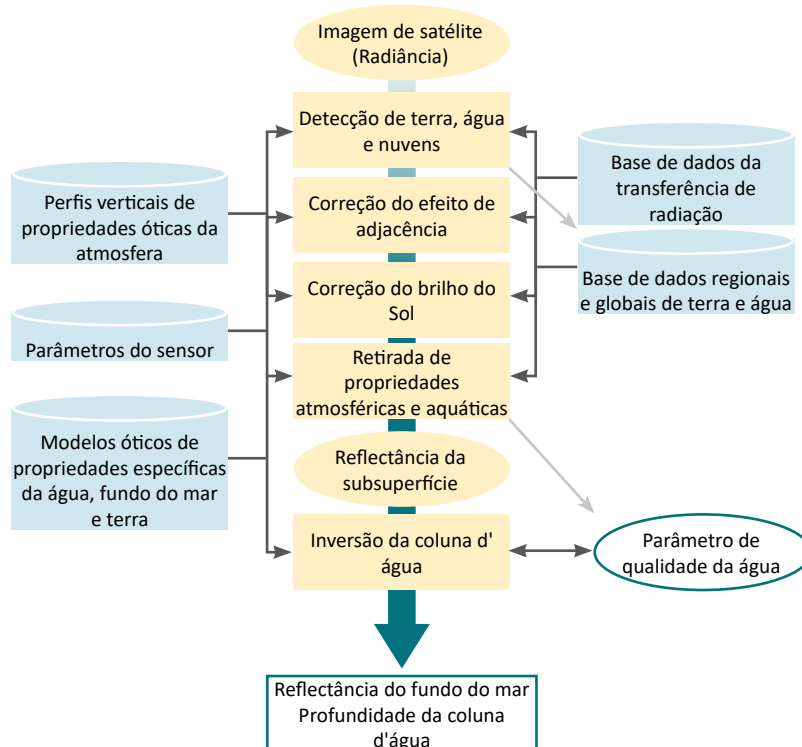 Imagem de satélite
(Radiância)
Detecção de terra, água
e nuvens
Perfis verticais de
propriedades óticas da
atmosfera
Correção do efeito de
adjacência
Base de dados da
transferência de
radiação
Correção do brilho do
Sol
Base de dados regionais
e globais de terra e água
Parâmetros do sensor
Retirada de
propriedades
atmosféricas e aquáticas
Modelos óticos de
propriedades específicas
da água, fundo do mar
e terra
Reflectância da
subsuperfície
Inversão da coluna d'
água
Parâmetro de
qualidade da água
Reflectância do fundo do mar
Profundidade da coluna
d'água